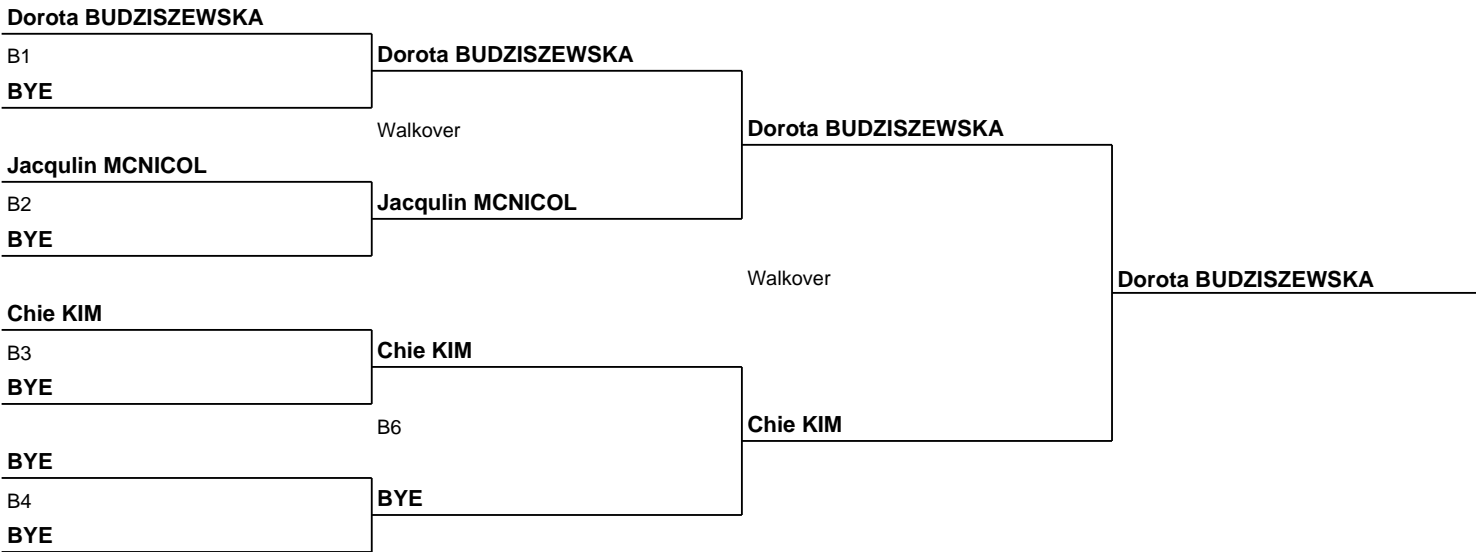 Dorota BUDZISZEWSKA
B1
Dorota BUDZISZEWSKA
BYE
Walkover
Dorota BUDZISZEWSKA
Jacqulin MCNICOL
B2
Jacqulin MCNICOL
BYE
Walkover
Dorota BUDZISZEWSKA
Chie KIM
B3
Chie KIM
BYE
B6
Chie KIM
BYE
B4
BYE
BYE